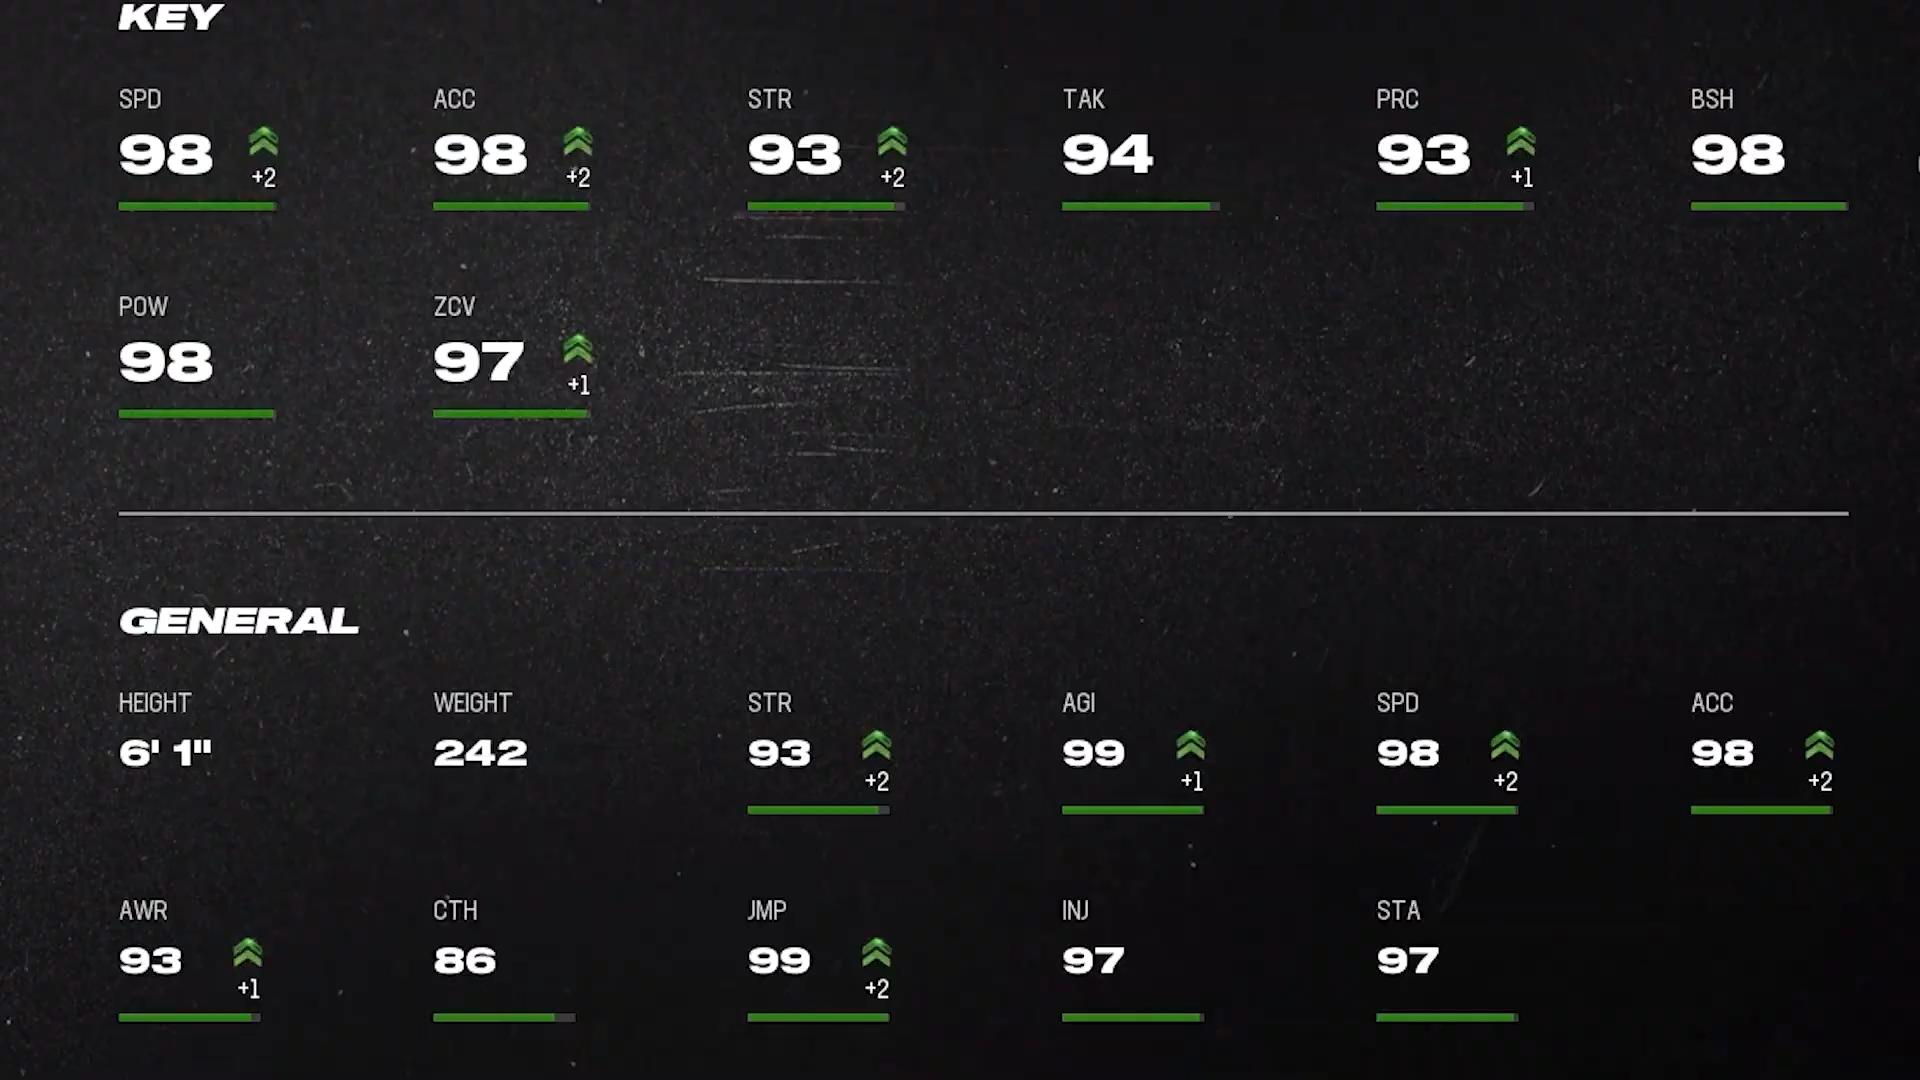 KEY
SPD ACC STR TAK PRC BSH
98 +2 98 +2 93 +2 94 93 +1 98
POW ZCV
98 97 +1
GENERAL
HEIGHT WEIGHT STR AGI SPD ACC
6' 1" 242 93 +2 99 +1 98 +2 98 +2
AWR CTH JMP INJ STA
93 +1 86 99 +2 97 97